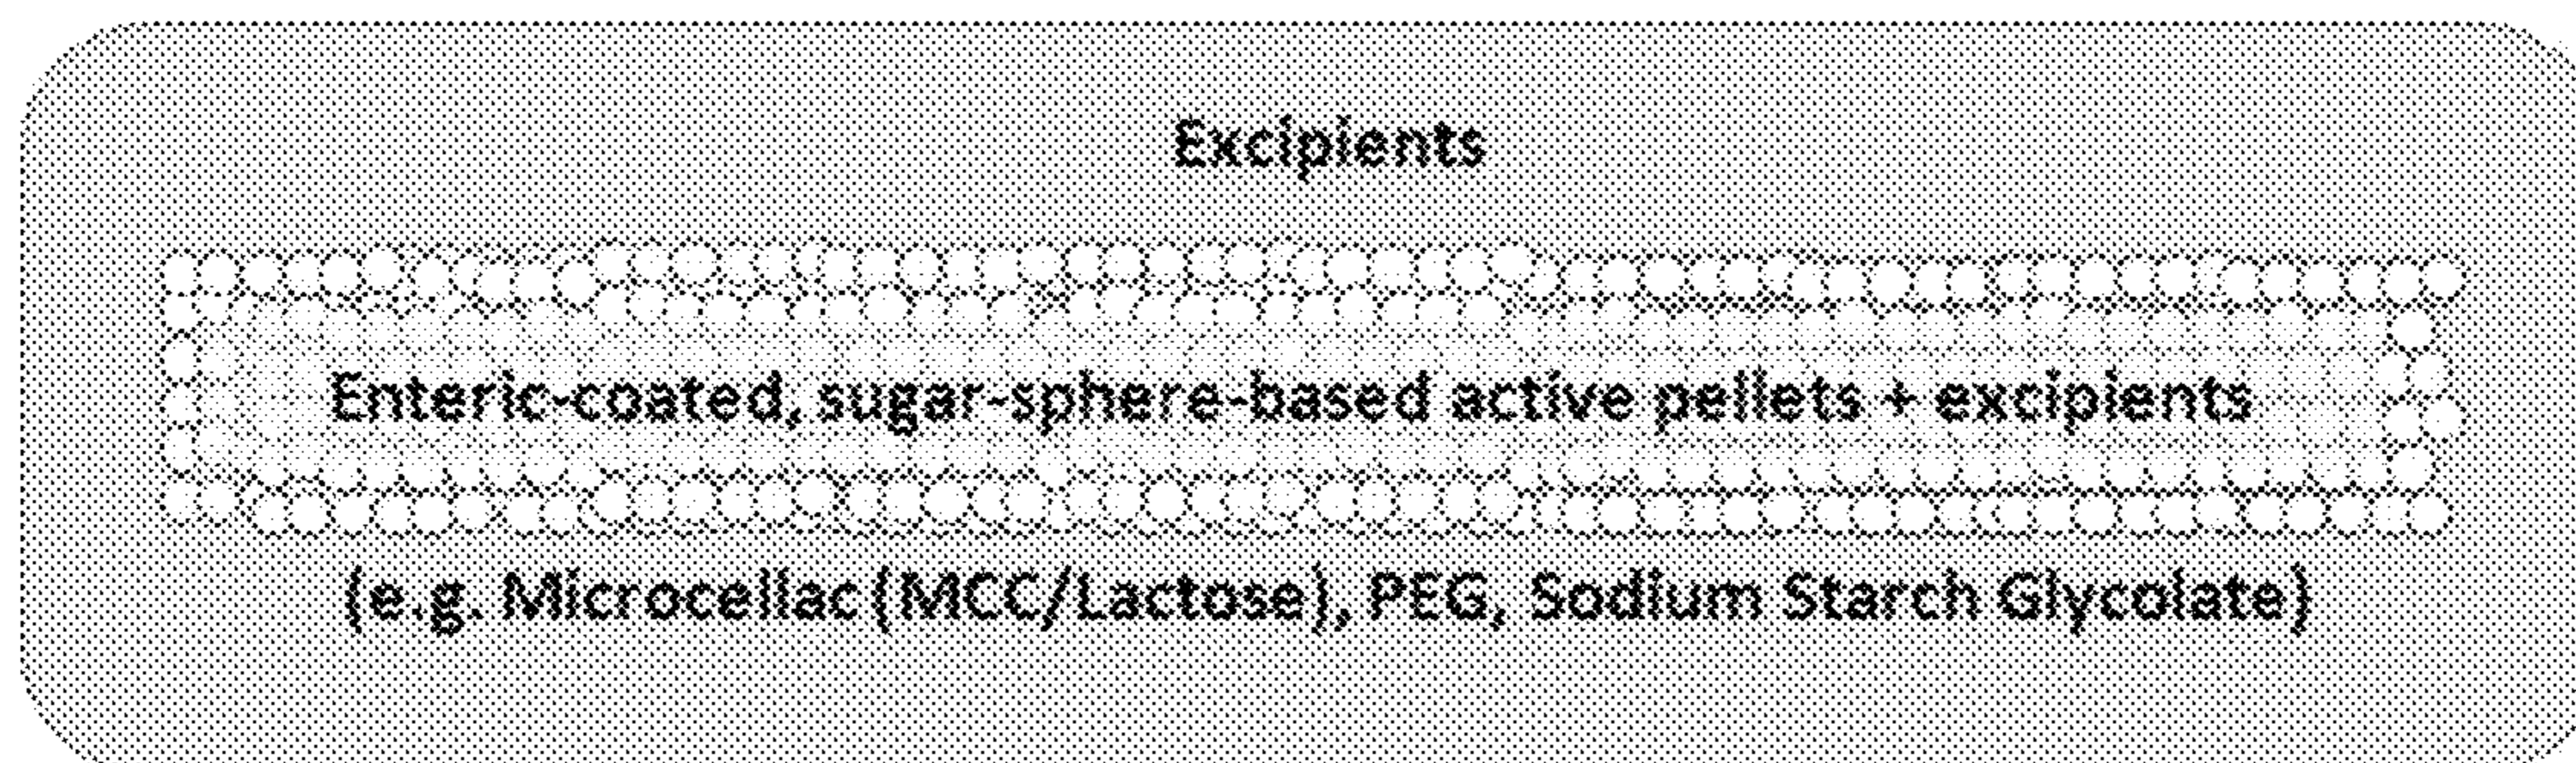 Excipients
Enteric-coated, sugar-sphere-based active pellets + excipients
(e.g. Microcellac (MCC/Lactose), PEG, Sodium Starch Glycolate)